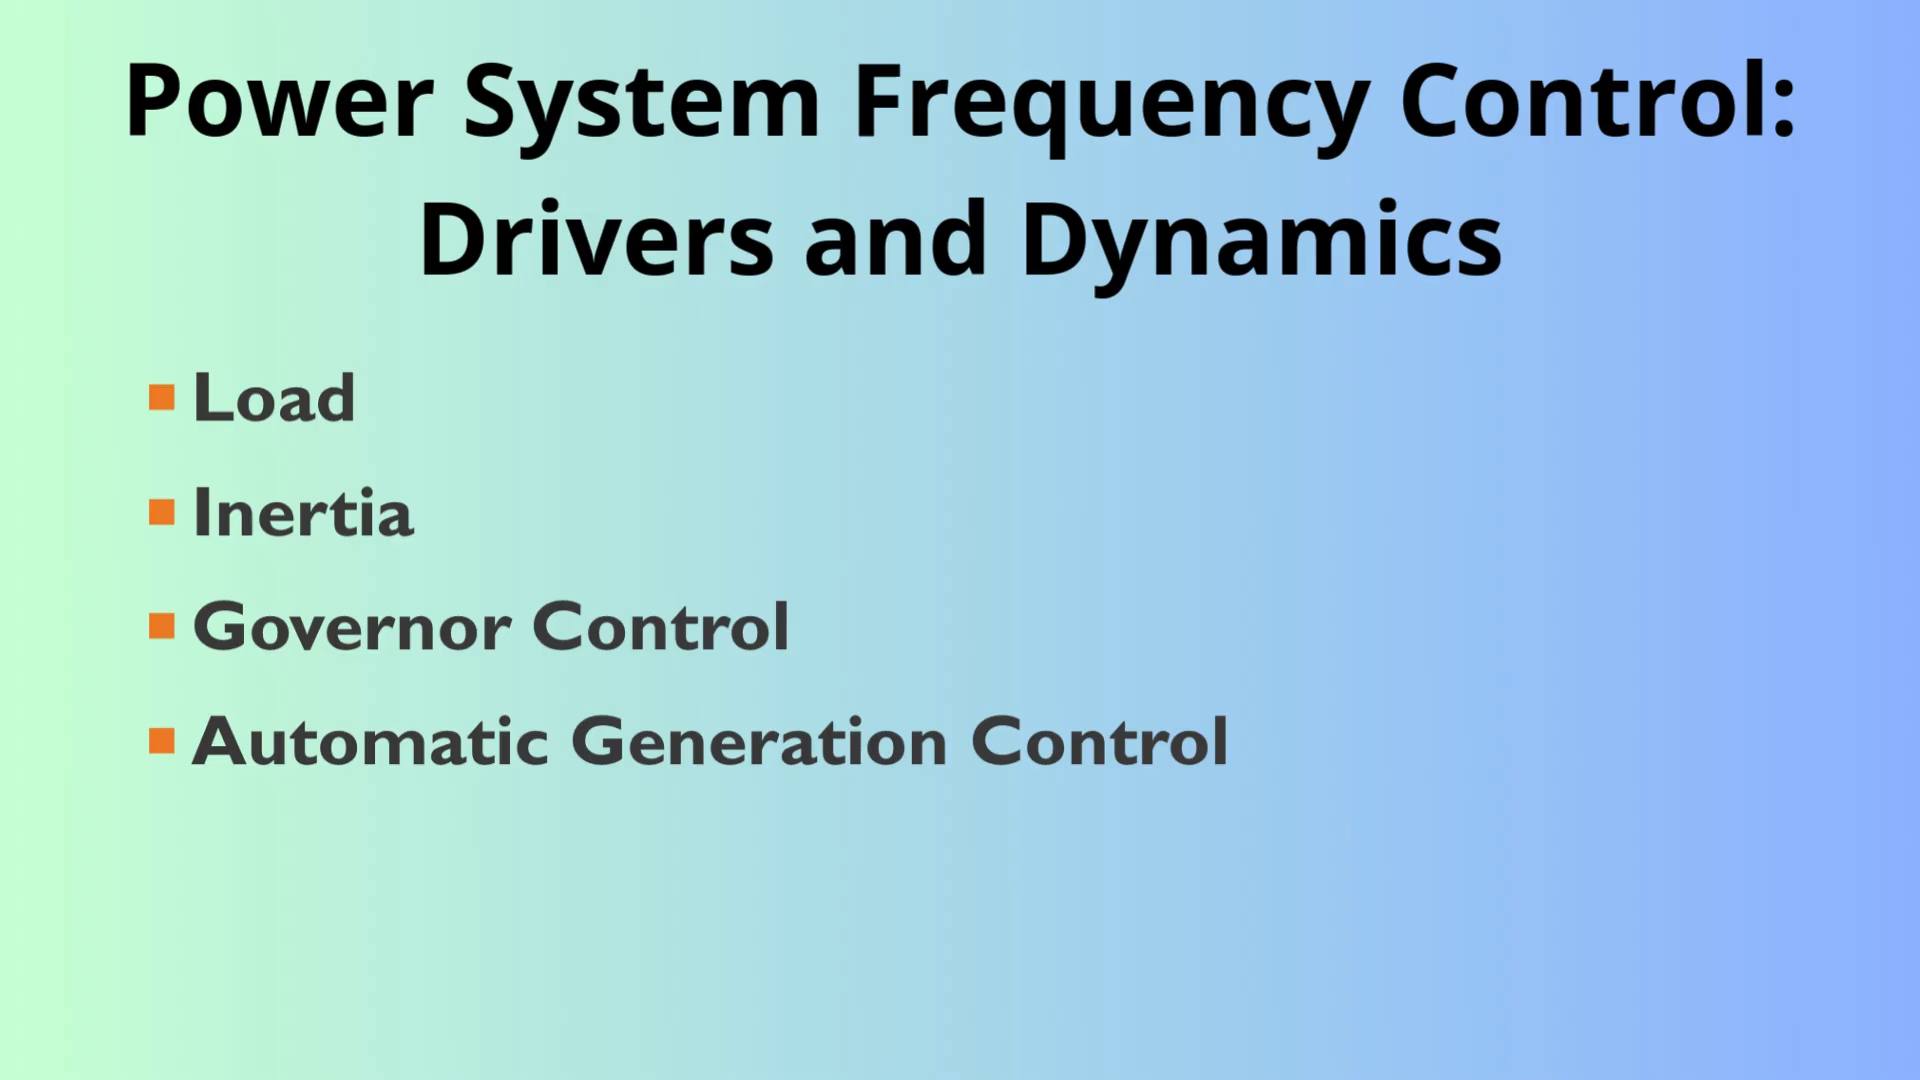 Power System Frequency Control:
Drivers and Dynamics
Load
Inertia
Governor Control
Automatic Generation Control